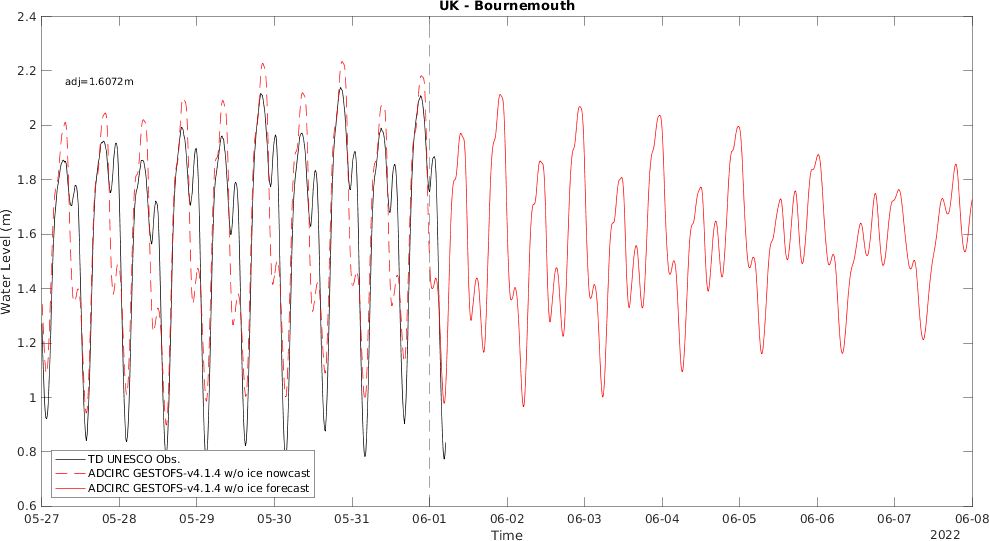 UK - Bournemouth
2.4
2.2
2
1.8
1.6
1.4
1.2
1
0.8
0.6
Water Level (m)
adj=1.6072m
TD UNESCO Obs.
ADCIRC GESTOFS-v4.1.4 w/o ice nowcast
ADCIRC GESTOFS-v4.1.4 w/o ice forecast
05-27 05-28 05-29 05-30 05-31 06-01 06-02 06-03 06-04 06-05 06-06 06-07 06-08
Time
2022